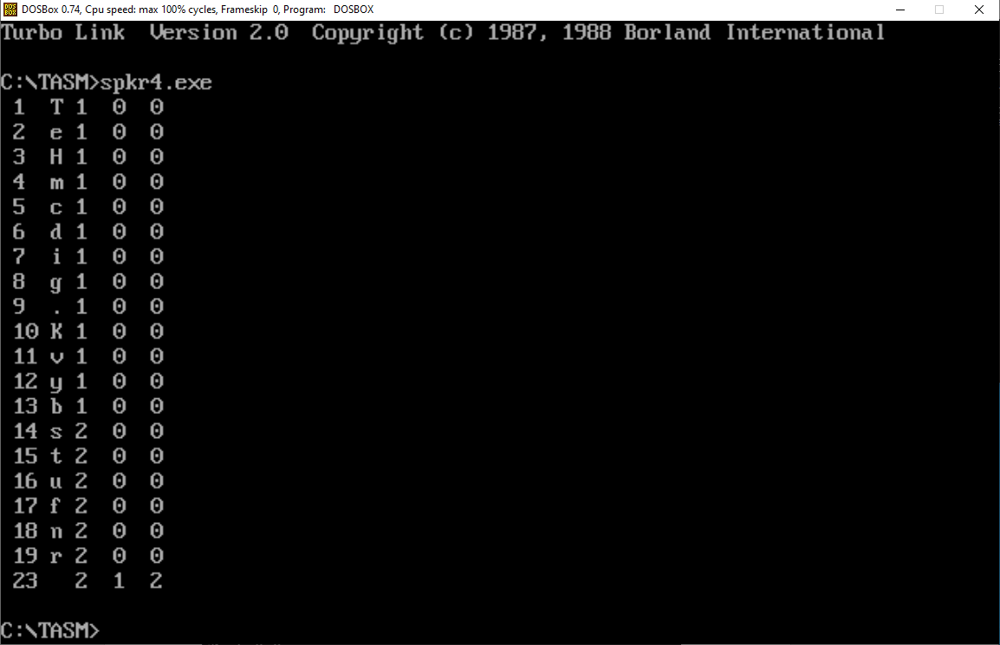 DOSBox 0.74, Cpu speed: max 100% cycles, Frameskip 0, Program: DOSBOX
Turbo Link Version 2.0 Copyright (c) 1987, 1988 Borland International
C:\TASM>spkr4.exe
1 T 1 0 0
2 e 1 0 0
3 H 1 0 0
4 m 1 0 0
5 c 1 0 0
6 d 1 0 0
7 i 1 0 0
8 g 1 0 0
9 . 1 0 0
10 K 1 0 0
11 v 1 0 0
12 y 1 0 0
13 b 1 0 0
14 s 2 0 0
15 t 2 0 0
16 u 2 0 0
17 f 2 0 0
18 n 2 0 0
19 r 2 0 0
23 2 1 2
C:\TASM>